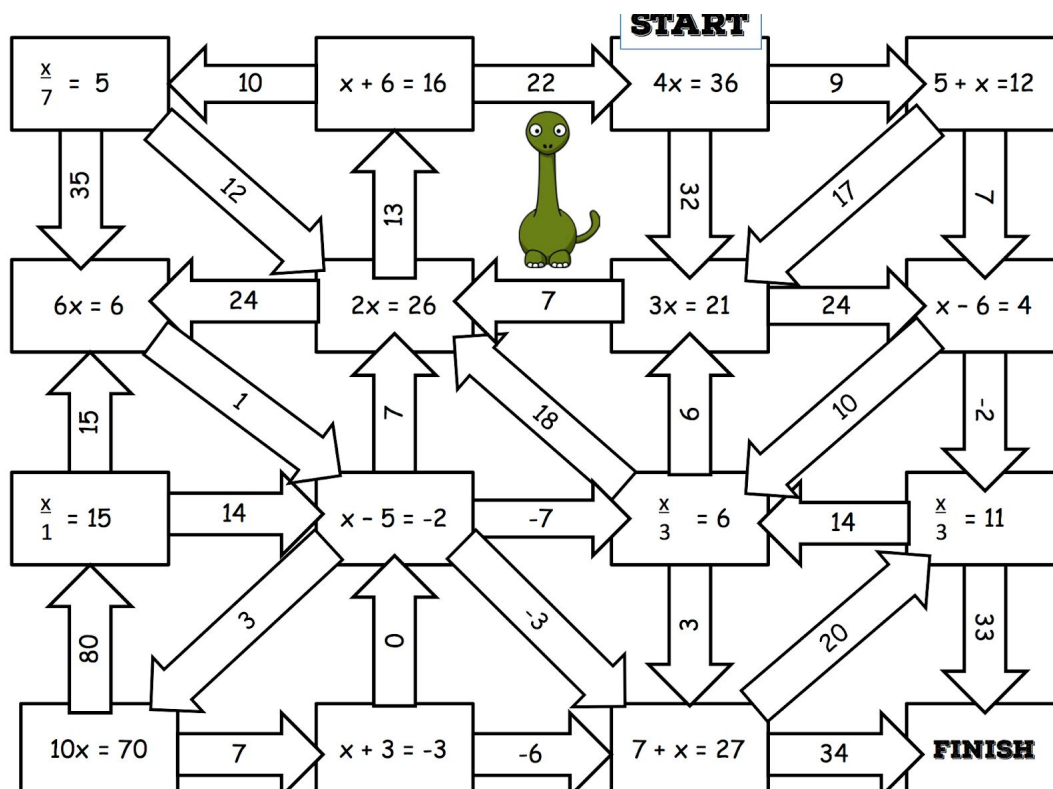 START
x/7 = 5
10
x + 6 = 16
22
4x = 36
9
5 + x =12
35
12
13
32
17
7
6x = 6
24
2x = 26
7
3x = 21
24
x - 6 = 4
15
1
7
18
6
10
-2
x/1 = 15
14
x - 5 = -2
-7
x/3 = 6
14
x/3 = 11
80
3
0
-3
3
20
33
10x = 70
7
x + 3 = -3
-6
7 + x = 27
34
FINISH